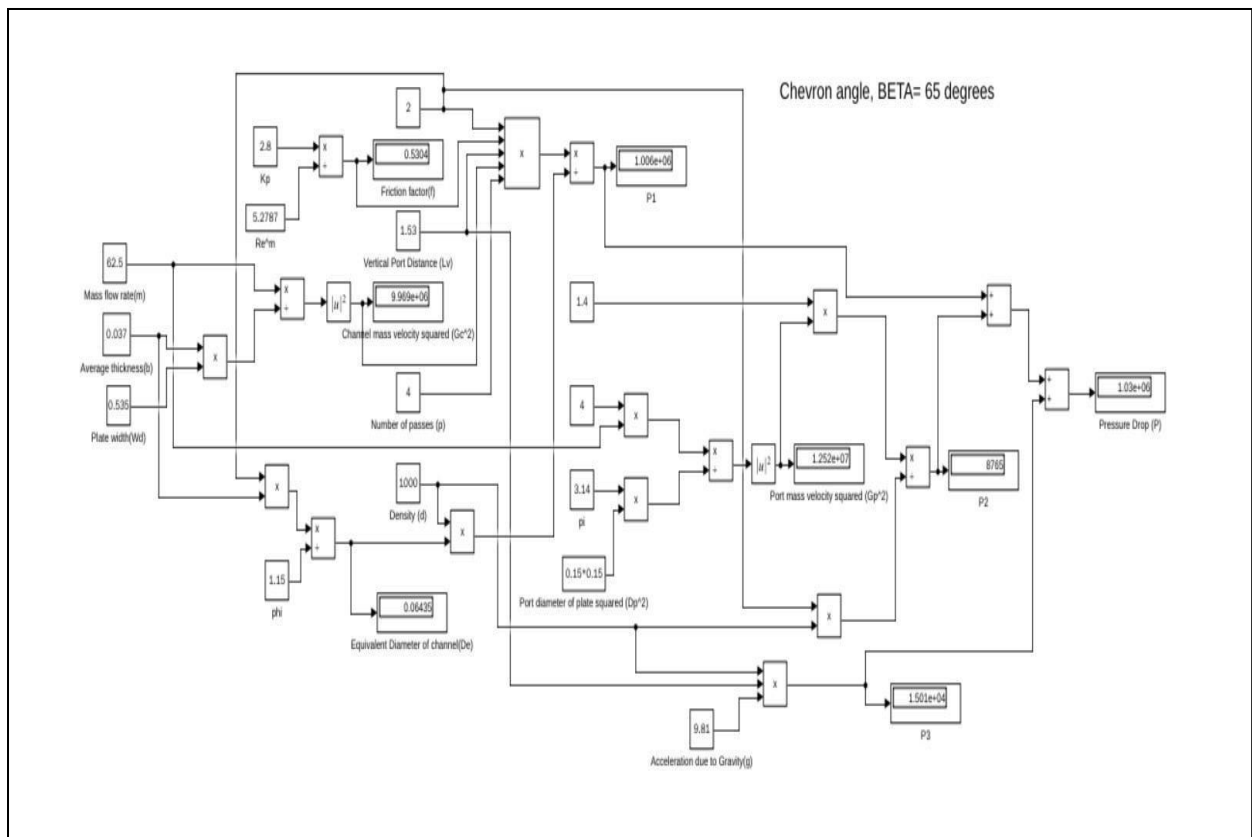 Chevron angle, BETA= 65 degrees
2
2.8
Kp
x
÷
0.5304
Friction factor(f)
x
x
÷
1.006e+06
P1
5.2787
Re^m
1.53
Vertical Port Distance (Lv)
62.5
Mass flow rate(m)
x
÷
|u|²
9.969e+06
Channel mass velocity squared (Gc^2)
1.4
x
+
+
0.037
Average thickness(b)
x
0.535
Plate width(Wd)
4
Number of passes (p)
4
x
+
+
1.03e+06
Pressure Drop (P)
x
÷
|u|²
1.252e+07
Port mass velocity squared (Gp^2)
x
÷
8765
P2
x
1000
Density (d)
3.14
pi
x
x
÷
x
1.15
phi
0.15*0.15
Port diameter of plate squared (Dp^2)
0.06435
Equivalent Diameter of channel(De)
x
x
9.81
Acceleration due to Gravity(g)
1.501e+04
P3